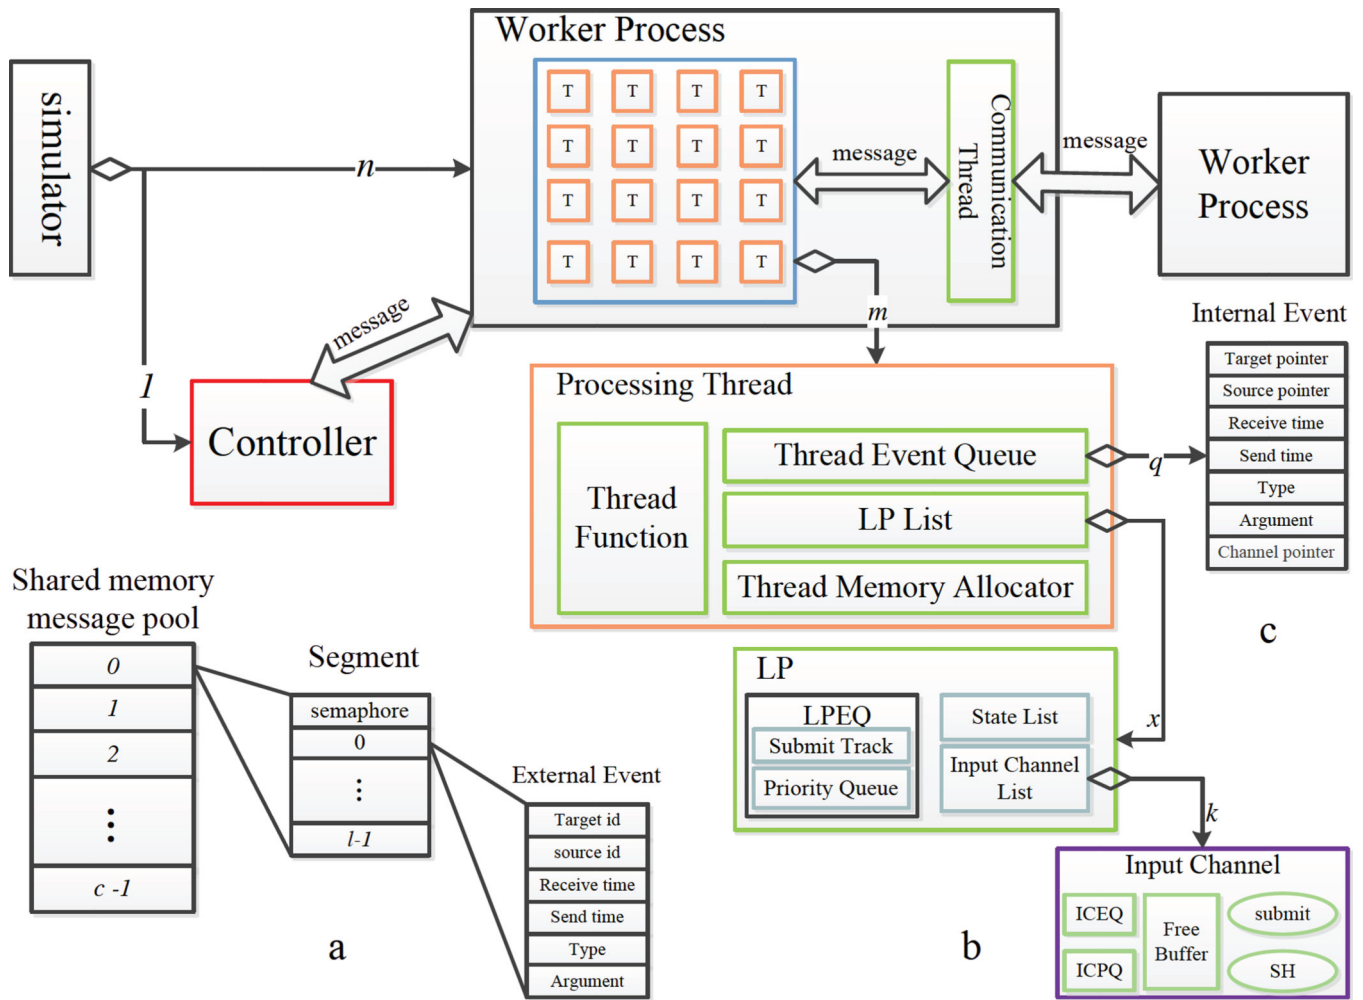 simulator
n
1
Worker Process
T T T T
T T T T
T T T T
T T T T
message
Communication
Thread
message
Worker
Process
message
Controller
m
Processing Thread
Thread
Function
Thread Event Queue
LP List
Thread Memory Allocator
q
x
Internal Event
Target pointer
Source pointer
Receive time
Send time
Type
Argument
Channel pointer
c
Shared memory
message pool
0
1
2
⋮
c -1
Segment
semaphore
0
⋮
l-1
External Event
Target id
source id
Receive time
Send time
Type
Argument
a
LP
LPEQ
Submit Track
Priority Queue
State List
Input Channel
List
k
b
Input Channel
ICEQ
ICPQ
Free
Buffer
submit
SH